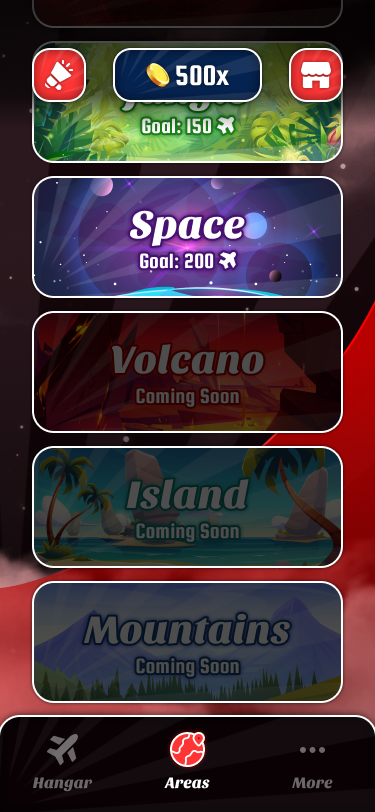 500x
Goal: 150
Space
Goal: 200
Volcano
Coming Soon
Island
Coming Soon
Mountains
Coming Soon
Hangar
Areas
More